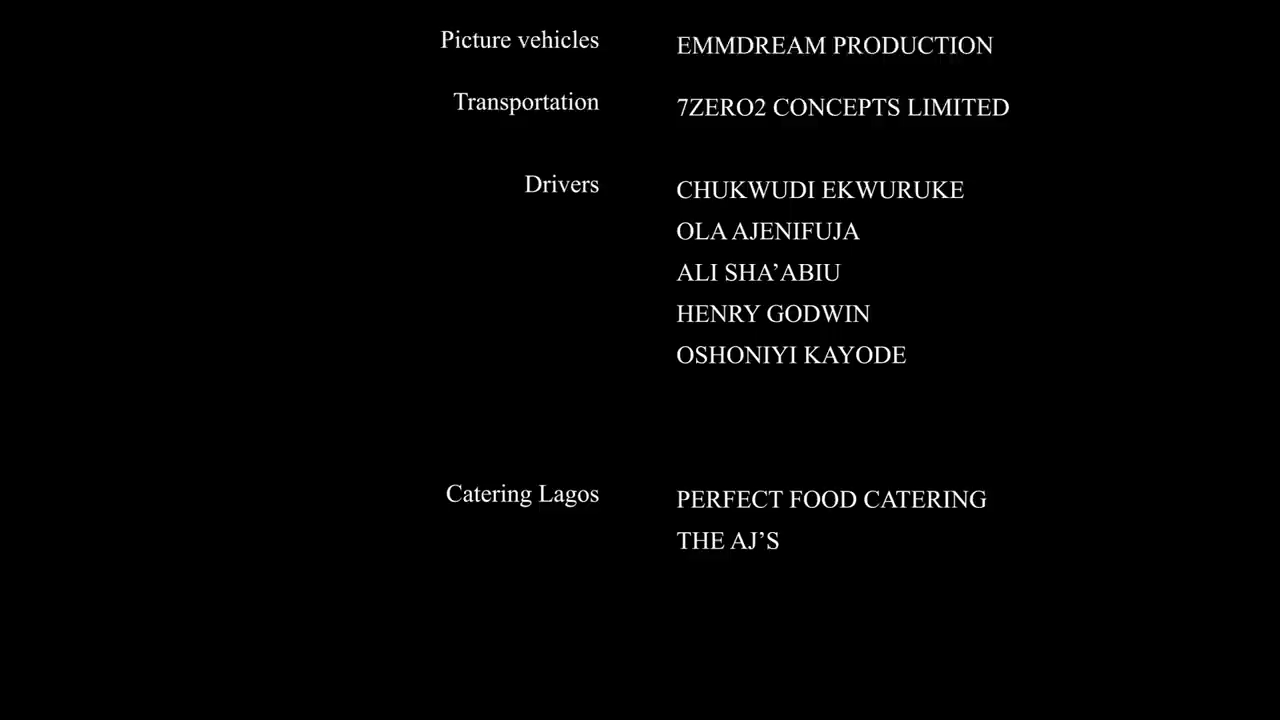 Picture vehicles EMMDREAM PRODUCTION
Transportation 7ZERO2 CONCEPTS LIMITED
Drivers CHUKWUDI EKWURUKE
OLA AJENIFUJA
ALI SHA’ABIU
HENRY GODWIN
OSHONIYI KAYODE
Catering Lagos PERFECT FOOD CATERING
THE AJ’S